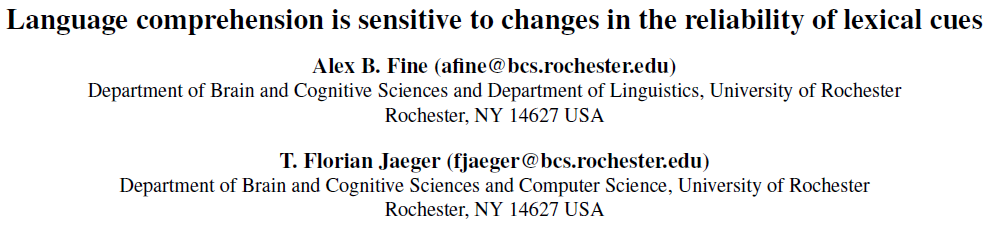 Language comprehension is sensitive to changes in the reliability of lexical cues
Alex B. Fine (afine@bcs.rochester.edu)
Department of Brain and Cognitive Sciences and Department of Linguistics, University of Rochester
Rochester, NY 14627 USA
T. Florian Jaeger (fjaeger@bcs.rochester.edu)
Department of Brain and Cognitive Sciences and Computer Science, University of Rochester
Rochester, NY 14627 USA